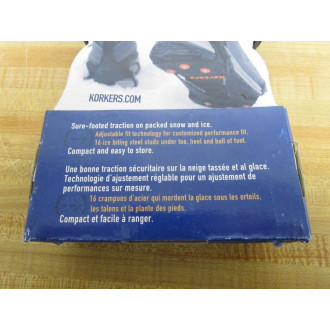 KORKERS.COM
Sure-footed traction on packed snow and ice.
Adjustable fit technology for customized performance fit.
16 ice biting steel studs under toe, heel and ball of foot.
Compact and easy to store.
Une bonne traction sécuritaire sur la neige tassée et al glace.
Technologie d'ajustement réglable pour un ajustement de
performances sur mesure.
16 crampons d'acier qui mordent la glace sous les orteils,
les talons et la plante des pieds.
Compact et facile à ranger.